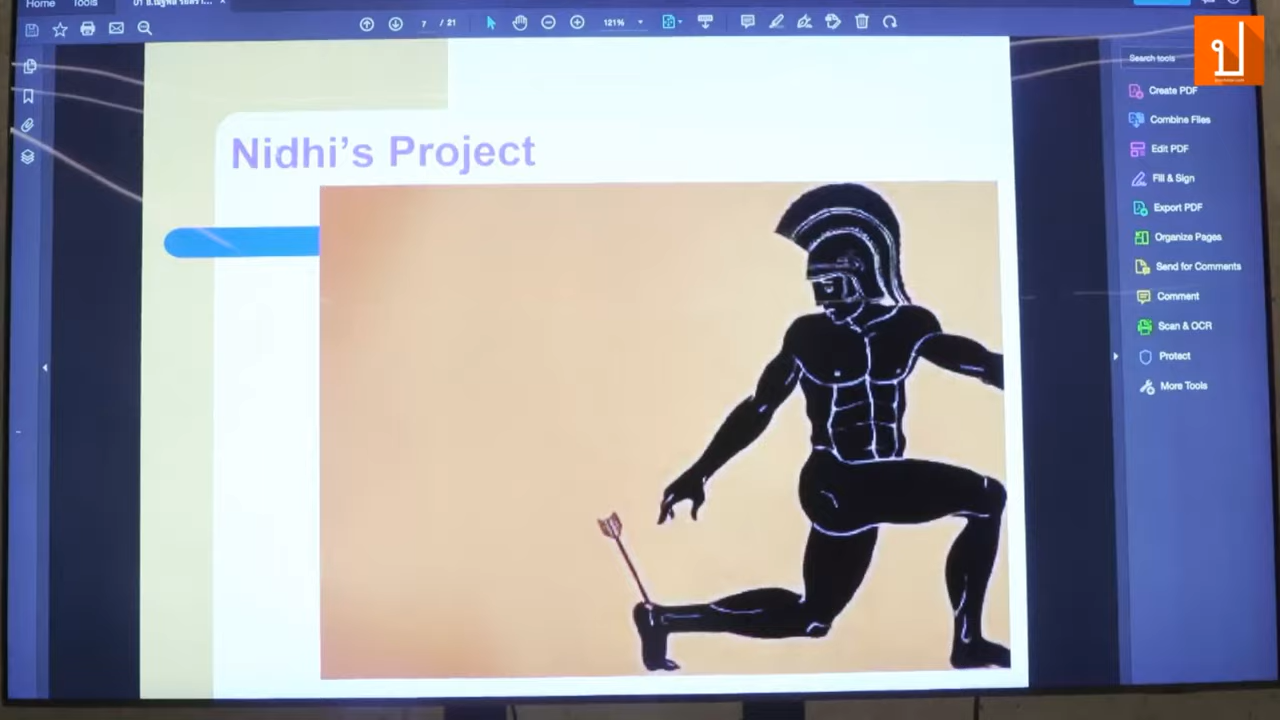 Home Tools
7 / 21
121%
Search tools
Create PDF
Combine Files
Edit PDF
Fill & Sign
Export PDF
Organize Pages
Send for Comments
Comment
Scan & OCR
Protect
More Tools
Nidhi's Project
ป